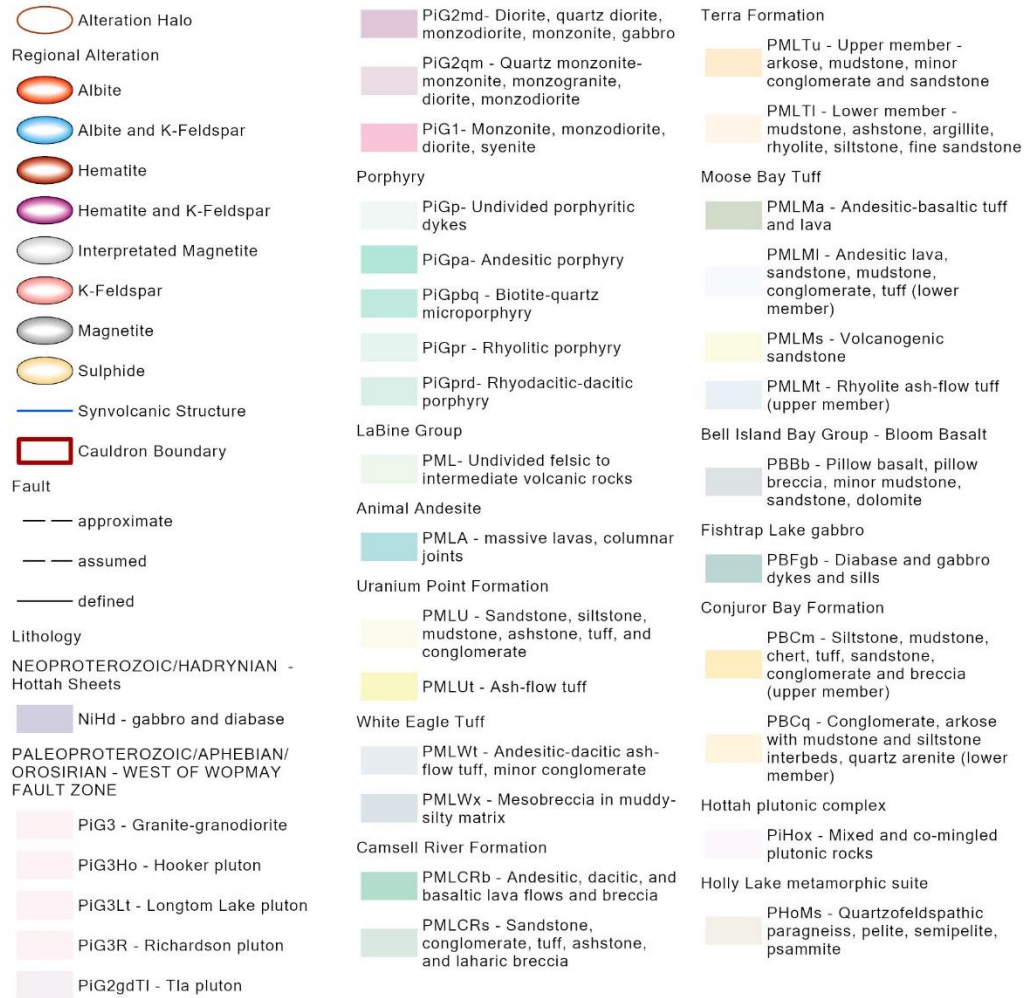 Alteration Halo
Regional Alteration
Albite
Albite and K-Feldspar
Hematite
Hematite and K-Feldspar
Interpretated Magnetite
K-Feldspar
Magnetite
Sulphide
Synvolcanic Structure
Cauldron Boundary
Fault
approximate
assumed
defined
Lithology
NEOPROTEROZOIC/HADRYNIAN -
Hottah Sheets
NiHd - gabbro and diabase
PALEOPROTEROZOIC/APHEBIAN/
OROSIRIAN - WEST OF WOPMAY
FAULT ZONE
PiG3 - Granite-granodiorite
PiG3Ho - Hooker pluton
PiG3Lt - Longtom Lake pluton
PiG3R - Richardson pluton
PiG2gdTl - Tla pluton
PiG2md- Diorite, quartz diorite,
monzodiorite, monzonite, gabbro
PiG2qm - Quartz monzonite-
monzonite, monzogranite,
diorite, monzodiorite
PiG1- Monzonite, monzodiorite,
diorite, syenite
Porphyry
PiGp- Undivided porphyritic
dykes
PiGpa- Andesitic porphyry
PiGpbq - Biotite-quartz
microporphyry
PiGpr - Rhyolitic porphyry
PiGprd- Rhyodacitic-dacitic
porphyry
LaBine Group
PML- Undivided felsic to
intermediate volcanic rocks
Animal Andesite
PMLA - massive lavas, columnar
joints
Uranium Point Formation
PMLU - Sandstone, siltstone,
mudstone, ashstone, tuff, and
conglomerate
PMLUt - Ash-flow tuff
White Eagle Tuff
PMLWt - Andesitic-dacitic ash-
flow tuff, minor conglomerate
PMLWx - Mesobreccia in muddy-
silty matrix
Camsell River Formation
PMLCRb - Andesitic, dacitic, and
basaltic lava flows and breccia
PMLCRs - Sandstone,
conglomerate, tuff, ashstone,
and laharic breccia
Terra Formation
PMLTu - Upper member -
arkose, mudstone, minor
conglomerate and sandstone
PMLTl - Lower member -
mudstone, ashstone, argillite,
rhyolite, siltstone, fine sandstone
Moose Bay Tuff
PMLMa - Andesitic-basaltic tuff
and lava
PMLMl - Andesitic lava,
sandstone, mudstone,
conglomerate, tuff (lower
member)
PMLMs - Volcanogenic
sandstone
PMLMt - Rhyolite ash-flow tuff
(upper member)
Bell Island Bay Group - Bloom Basalt
PBBb - Pillow basalt, pillow
breccia, minor mudstone,
sandstone, dolomite
Fishtrap Lake gabbro
PBFgb - Diabase and gabbro
dykes and sills
Conjuror Bay Formation
PBCm - Siltstone, mudstone,
chert, tuff, sandstone,
conglomerate and breccia
(upper member)
PBCq - Conglomerate, arkose
with mudstone and siltstone
interbeds, quartz arenite (lower
member)
Hottah plutonic complex
PiHox - Mixed and co-mingled
plutonic rocks
Holly Lake metamorphic suite
PHoMs - Quartzofeldspathic
paragneiss, pelite, semipelite,
psammite